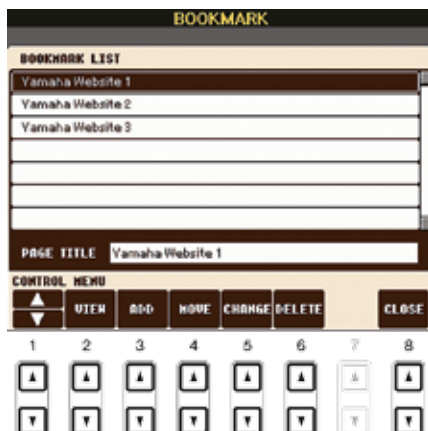 BOOKMARK
BOOKMARK LIST
Yamaha Website 1
Yamaha Website 2
Yamaha Website 3
PAGE TITLE Yamaha Website 1
CONTROL MENU
VIEW ADD MOVE CHANGE DELETE CLOSE
1 2 3 4 5 6 7 8